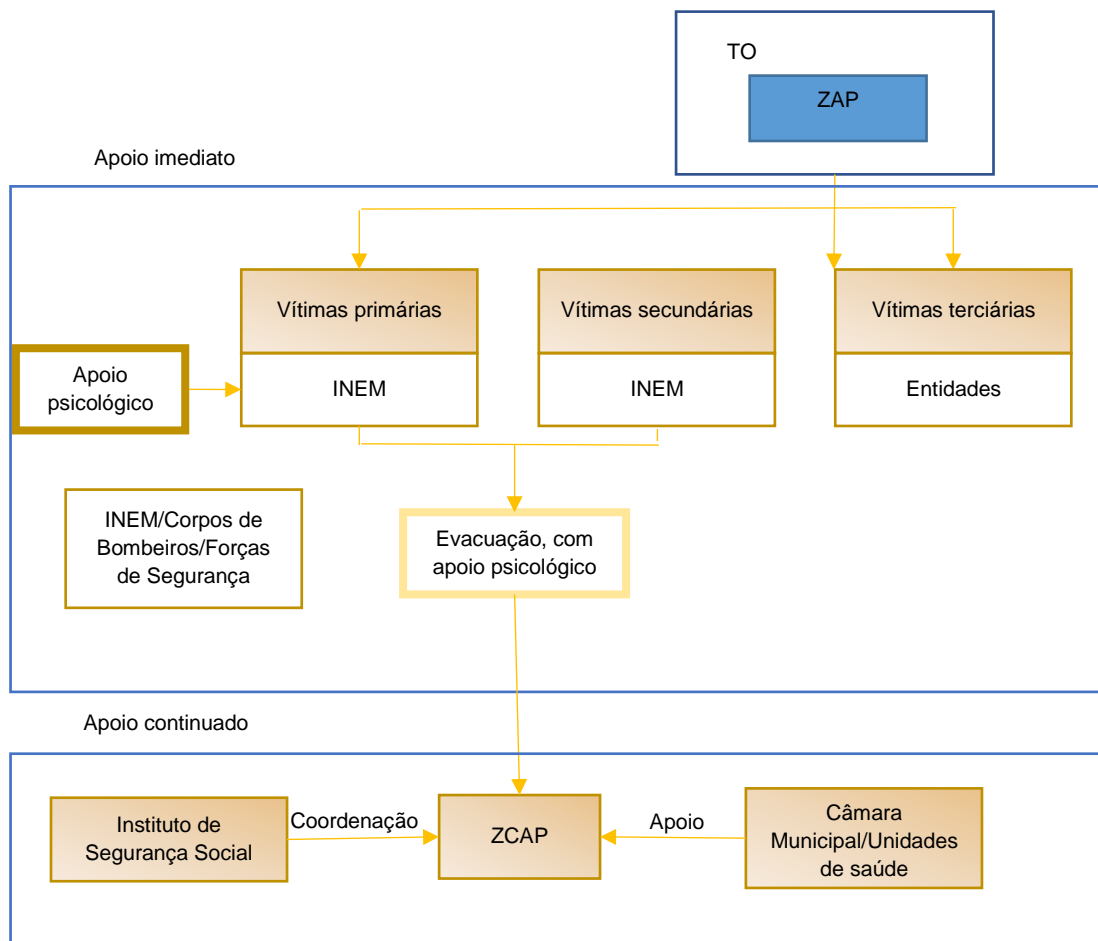 TO
ZAP
Apoio imediato
Vítimas primárias
Vítimas secundárias
Vítimas terciárias
Apoio
psicológico
INEM
INEM
Entidades
INEM/Corpos de
Bombeiros/Forças
de Segurança
Evacuação, com
apoio psicológico
Apoio continuado
Instituto de
Segurança Social
Coordenação
ZCAP
Apoio
Câmara
Municipal/Unidades
de saúde